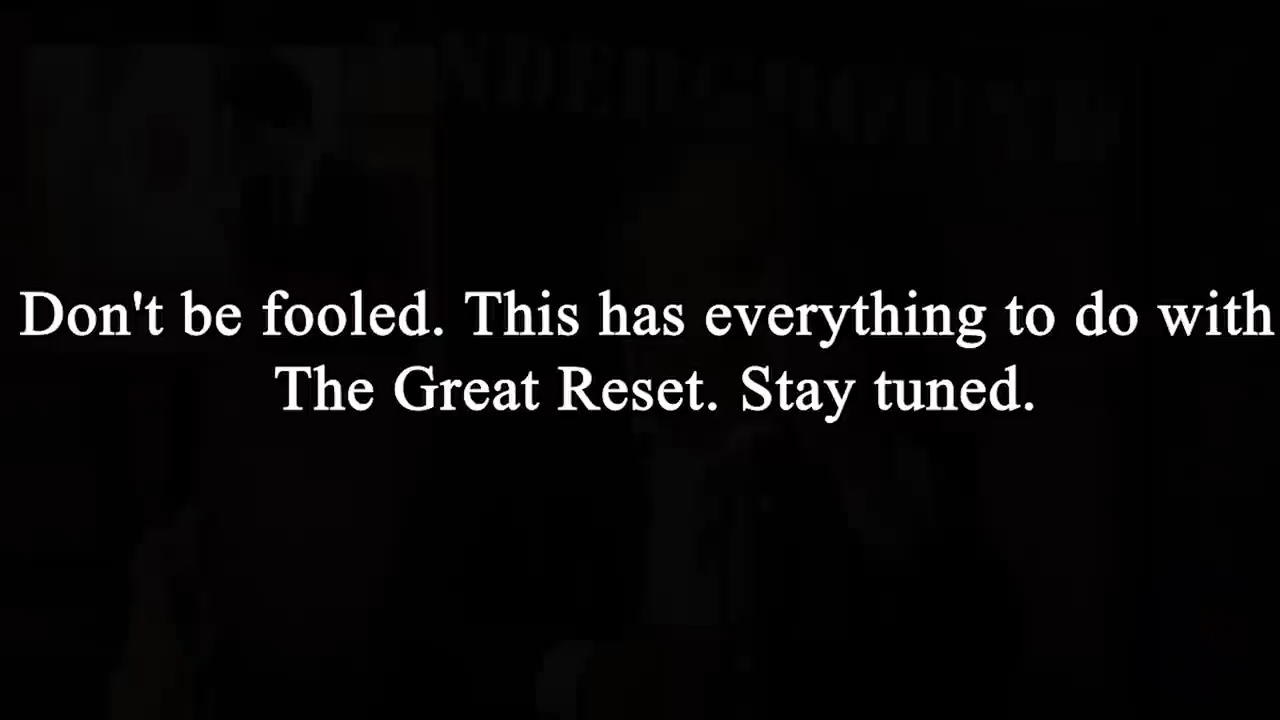 Don't be fooled. This has everything to do with
The Great Reset. Stay tuned.